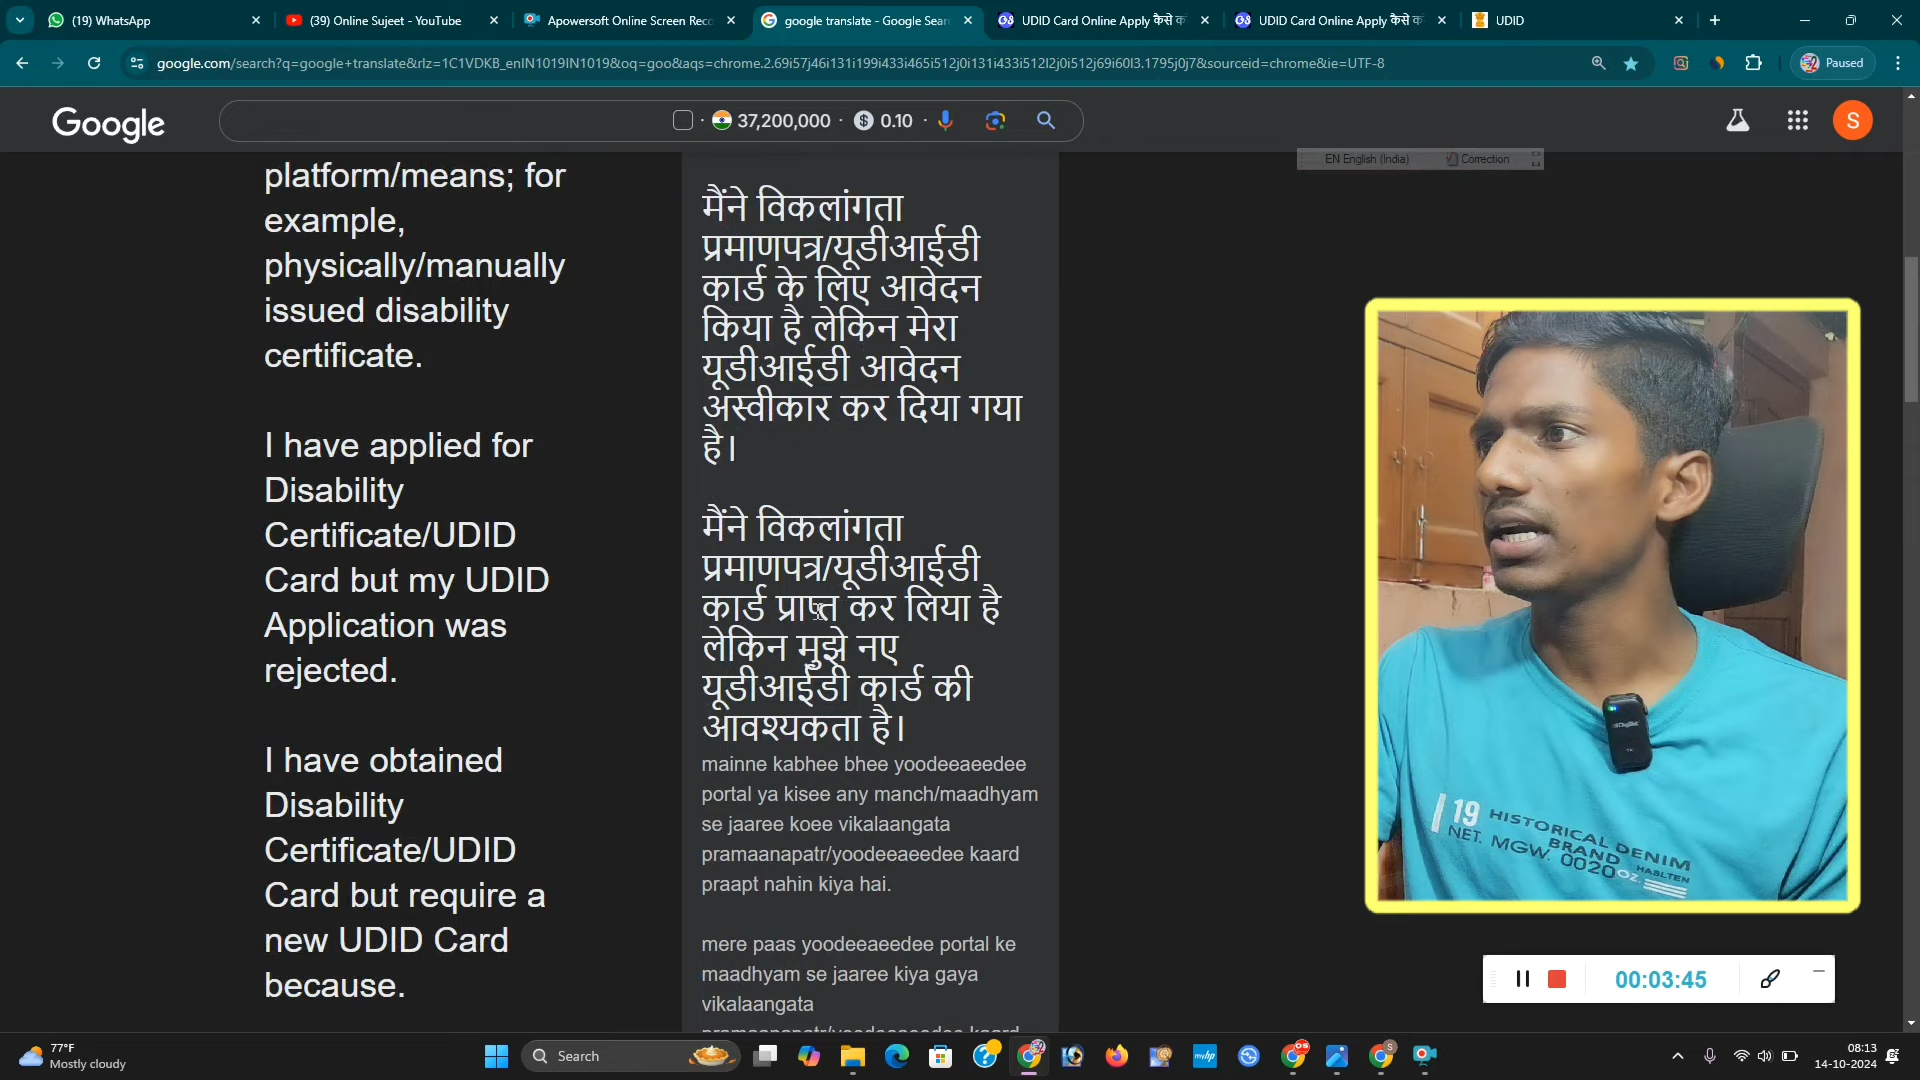 (19) WhatsApp
(39) Online Sujeet - YouTube
Apowersoft Online Screen Reco
google translate - Google Sear
UDID Card Online Apply कैसे क
UDID Card Online Apply कैसे क
UDID
google.com/search?q=google+translate&rlz=1C1VDKB_enIN1019IN1019&oq=goo&aqs=chrome.2.69i57j46i131i199i433i465i512j0i131i433i512l2j0i512j69i60l3.1795j0j7&sourceid=chrome&ie=UTF-8
Paused
Google
37,200,000 · 0.10 ·
S
EN English (India)
Correction
platform/means; for
example,
physically/manually
issued disability
certificate.
I have applied for
Disability
Certificate/UDID
Card but my UDID
Application was
rejected.
I have obtained
Disability
Certificate/UDID
Card but require a
new UDID Card
because.
मैंने विकलांगता
प्रमाणपत्र/यूडीआईडी
कार्ड के लिए आवेदन
किया है लेकिन मेरा
यूडीआईडी आवेदन
अस्वीकार कर दिया गया
है।
मैंने विकलांगता
प्रमाणपत्र/यूडीआईडी
कार्ड प्राप्त कर लिया है
लेकिन मुझे नए
यूडीआईडी कार्ड की
आवश्यकता है।
mainne kabhee bhee yoodeeaeedee
portal ya kisee any manch/maadhyam
se jaaree koee vikalaangata
pramaanapatr/yoodeeaeedee kaard
praapt nahin kiya hai.
mere paas yoodeeaeedee portal ke
maadhyam se jaaree kiya gaya
vikalaangata
pramaanapatr/yoodeeaeedee kaard
19 HISTORICAL DENIM
BRAND
NET. MGW. 0020 OZ.
00:03:45
77°F
Mostly cloudy
Search
08:13
14-10-2024